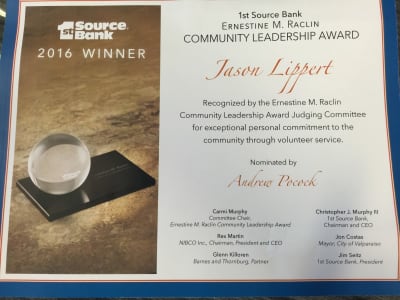 1st Source Bank
2016 WINNER
1st Source Bank
ERNESTINE M. RACLIN
COMMUNITY LEADERSHIP AWARD
Jason Lippert
Recognized by the Ernestine M. Raclin
Community Leadership Award Judging Committee
for exceptional personal commitment to the
community through volunteer service.
Nominated by
Andrew Pocock
Carmi Murphy
Committee Chair,
Ernestine M. Raclin Community Leadership Award
Rex Martin
NIBCO Inc., Chairman, President and CEO
Glenn Killoren
Barnes and Thornburg, Partner
Christopher J. Murphy III
1st Source Bank,
Chairman and CEO
Jon Costas
Mayor, City of Valparaiso
Jim Seitz
1st Source Bank, President